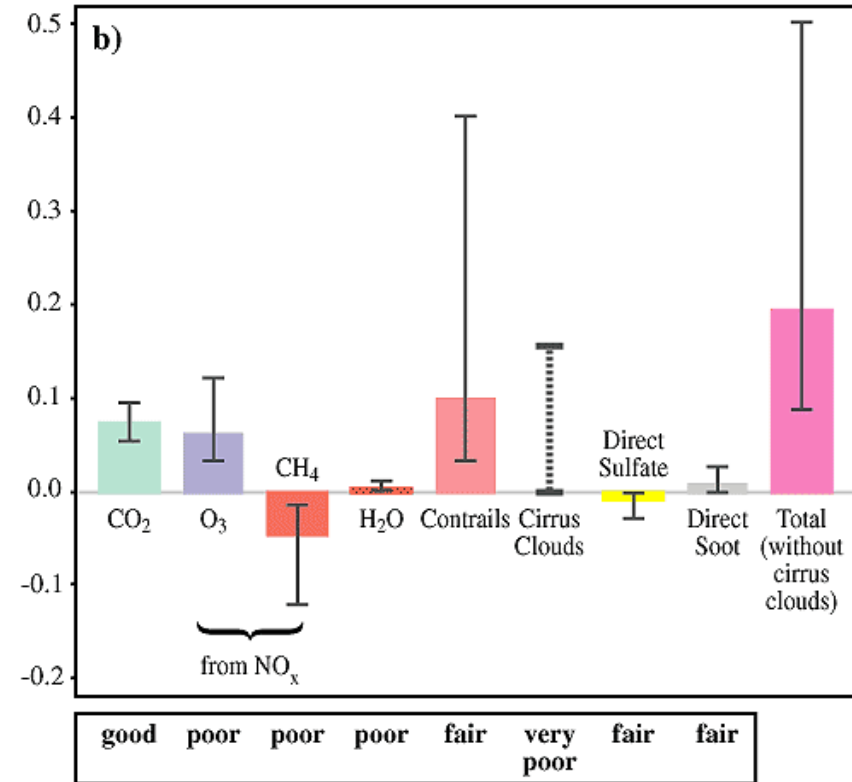 b)
0.5
0.4
0.3
0.2
0.1
0.0
-0.1
-0.2
CO₂
O₃
CH₄
from NOₓ
H₂O
Contrails
Cirrus
Clouds
Direct
Sulfate
Direct
Soot
Total
(without
cirrus
clouds)
good poor poor poor fair very poor fair fair